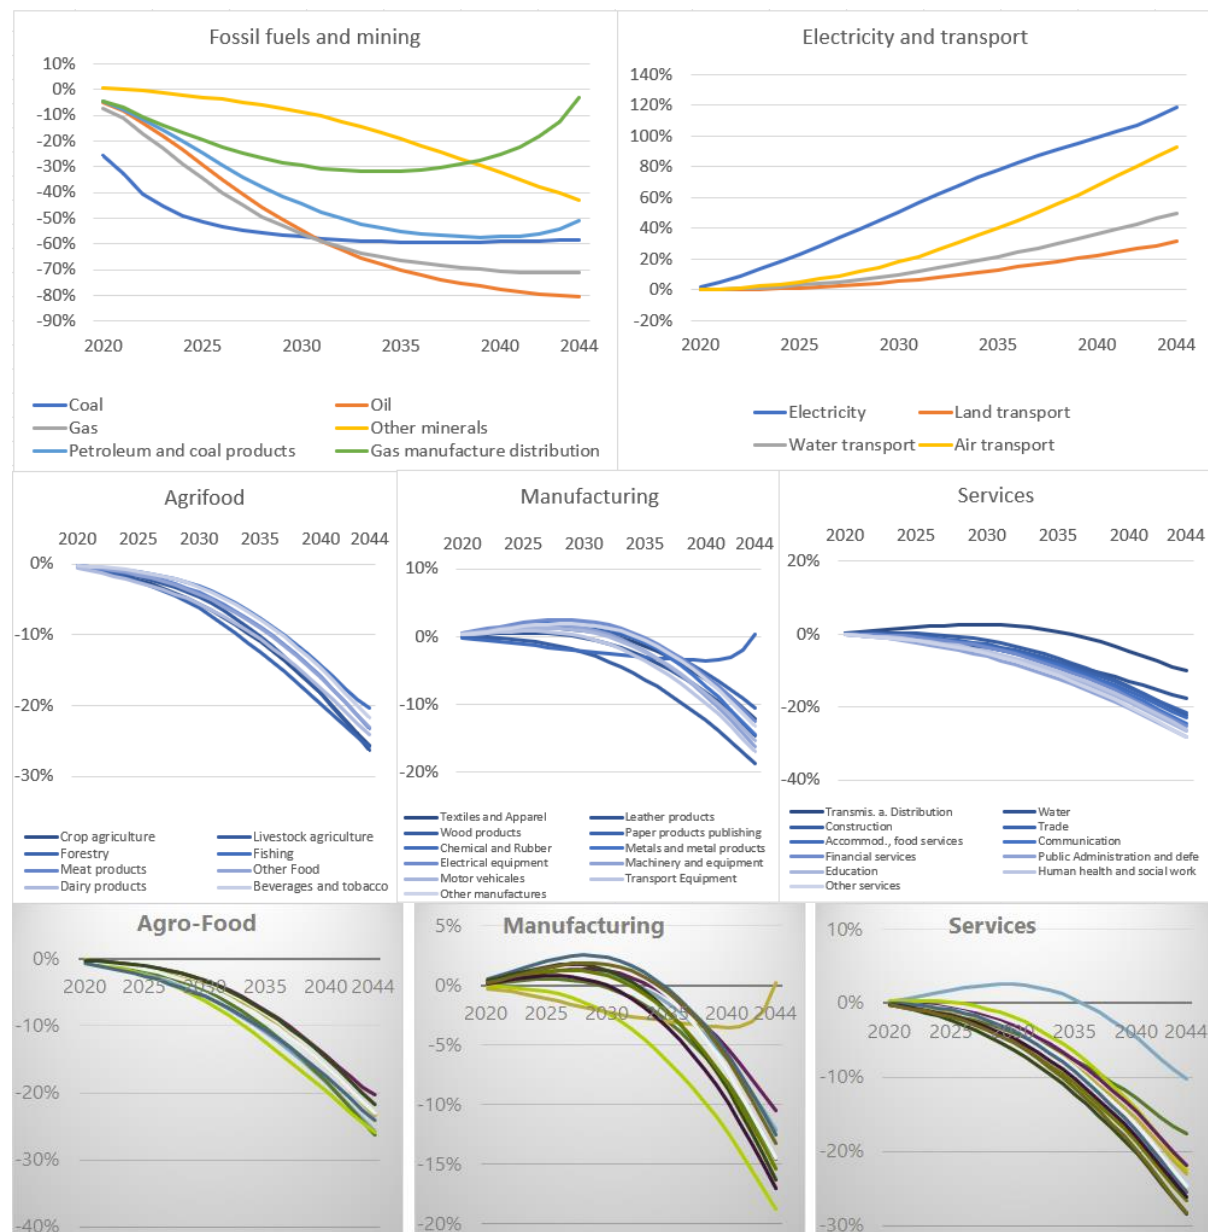 Fossil fuels and mining
10%
0%
-10%
-20%
-30%
-40%
-50%
-60%
-70%
-80%
-90%
2020 2025 2030 2035 2040 2044
Coal Oil
Gas Other minerals
Petroleum and coal products Gas manufacture distribution
Electricity and transport
140%
120%
100%
80%
60%
40%
20%
0%
-20%
2020 2025 2030 2035 2040 2044
Electricity Land transport
Water transport Air transport
Agrifood
2020 2025 2030 2035 2040 2044
0%
-10%
-20%
-30%
Crop agriculture Livestock agriculture
Forestry Fishing
Meat products Other Food
Dairy products Beverages and tobacco
Manufacturing
2020 2025 2030 2035 2040 2044
10%
0%
-10%
-20%
Textiles and Apparel Leather products
Wood products Paper products publishing
Chemical and Rubber Metals and metal products
Electrical equipment Machinery and equipment
Motor vehicales Transport Equipment
Other manufactures
Services
2020 2025 2030 2035 2040 2044
20%
0%
-20%
-40%
Transmis. a. Distribution Water
Construction Trade
Accommod., food services Communication
Financial services Public Administration and defe
Education Human health and social work
Other services
Agro-Food
0%
2020 2025 2030 2035 2040 2044
-10%
-20%
-30%
-40%
Manufacturing
5%
0%
2020 2025 2030 2035 2040 2044
-5%
-10%
-15%
-20%
Services
10%
0%
2020 2025 2030 2035 2040 2044
-10%
-20%
-30%